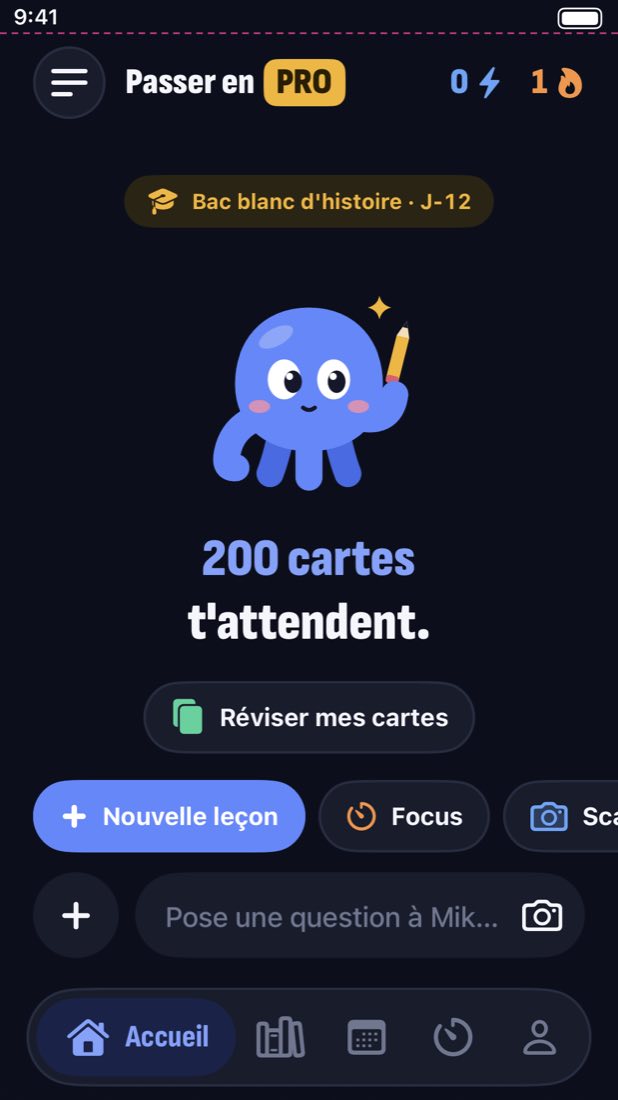 9:41
Passer en PRO
0
1
Bac blanc d'histoire · J-12
200 cartes
t'attendent.
Réviser mes cartes
+ Nouvelle leçon
Focus
Sca
Pose une question à Mik...
Accueil